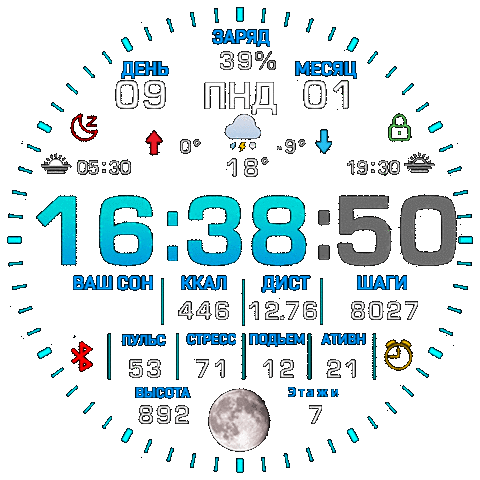 ЗАРЯД
39%
ДЕНЬ МЕСЯЦ
09 ПНД 01
0° -9°
05:30 18° 19:30
16:38:50
ВАШ СОН ККАЛ ДИСТ ШАГИ
446 12.76 8027
ПУЛЬС СТРЕСС ПОДЬЕМ АТИВН
53 71 12 21
ВЫСОТА Этажи
892 7